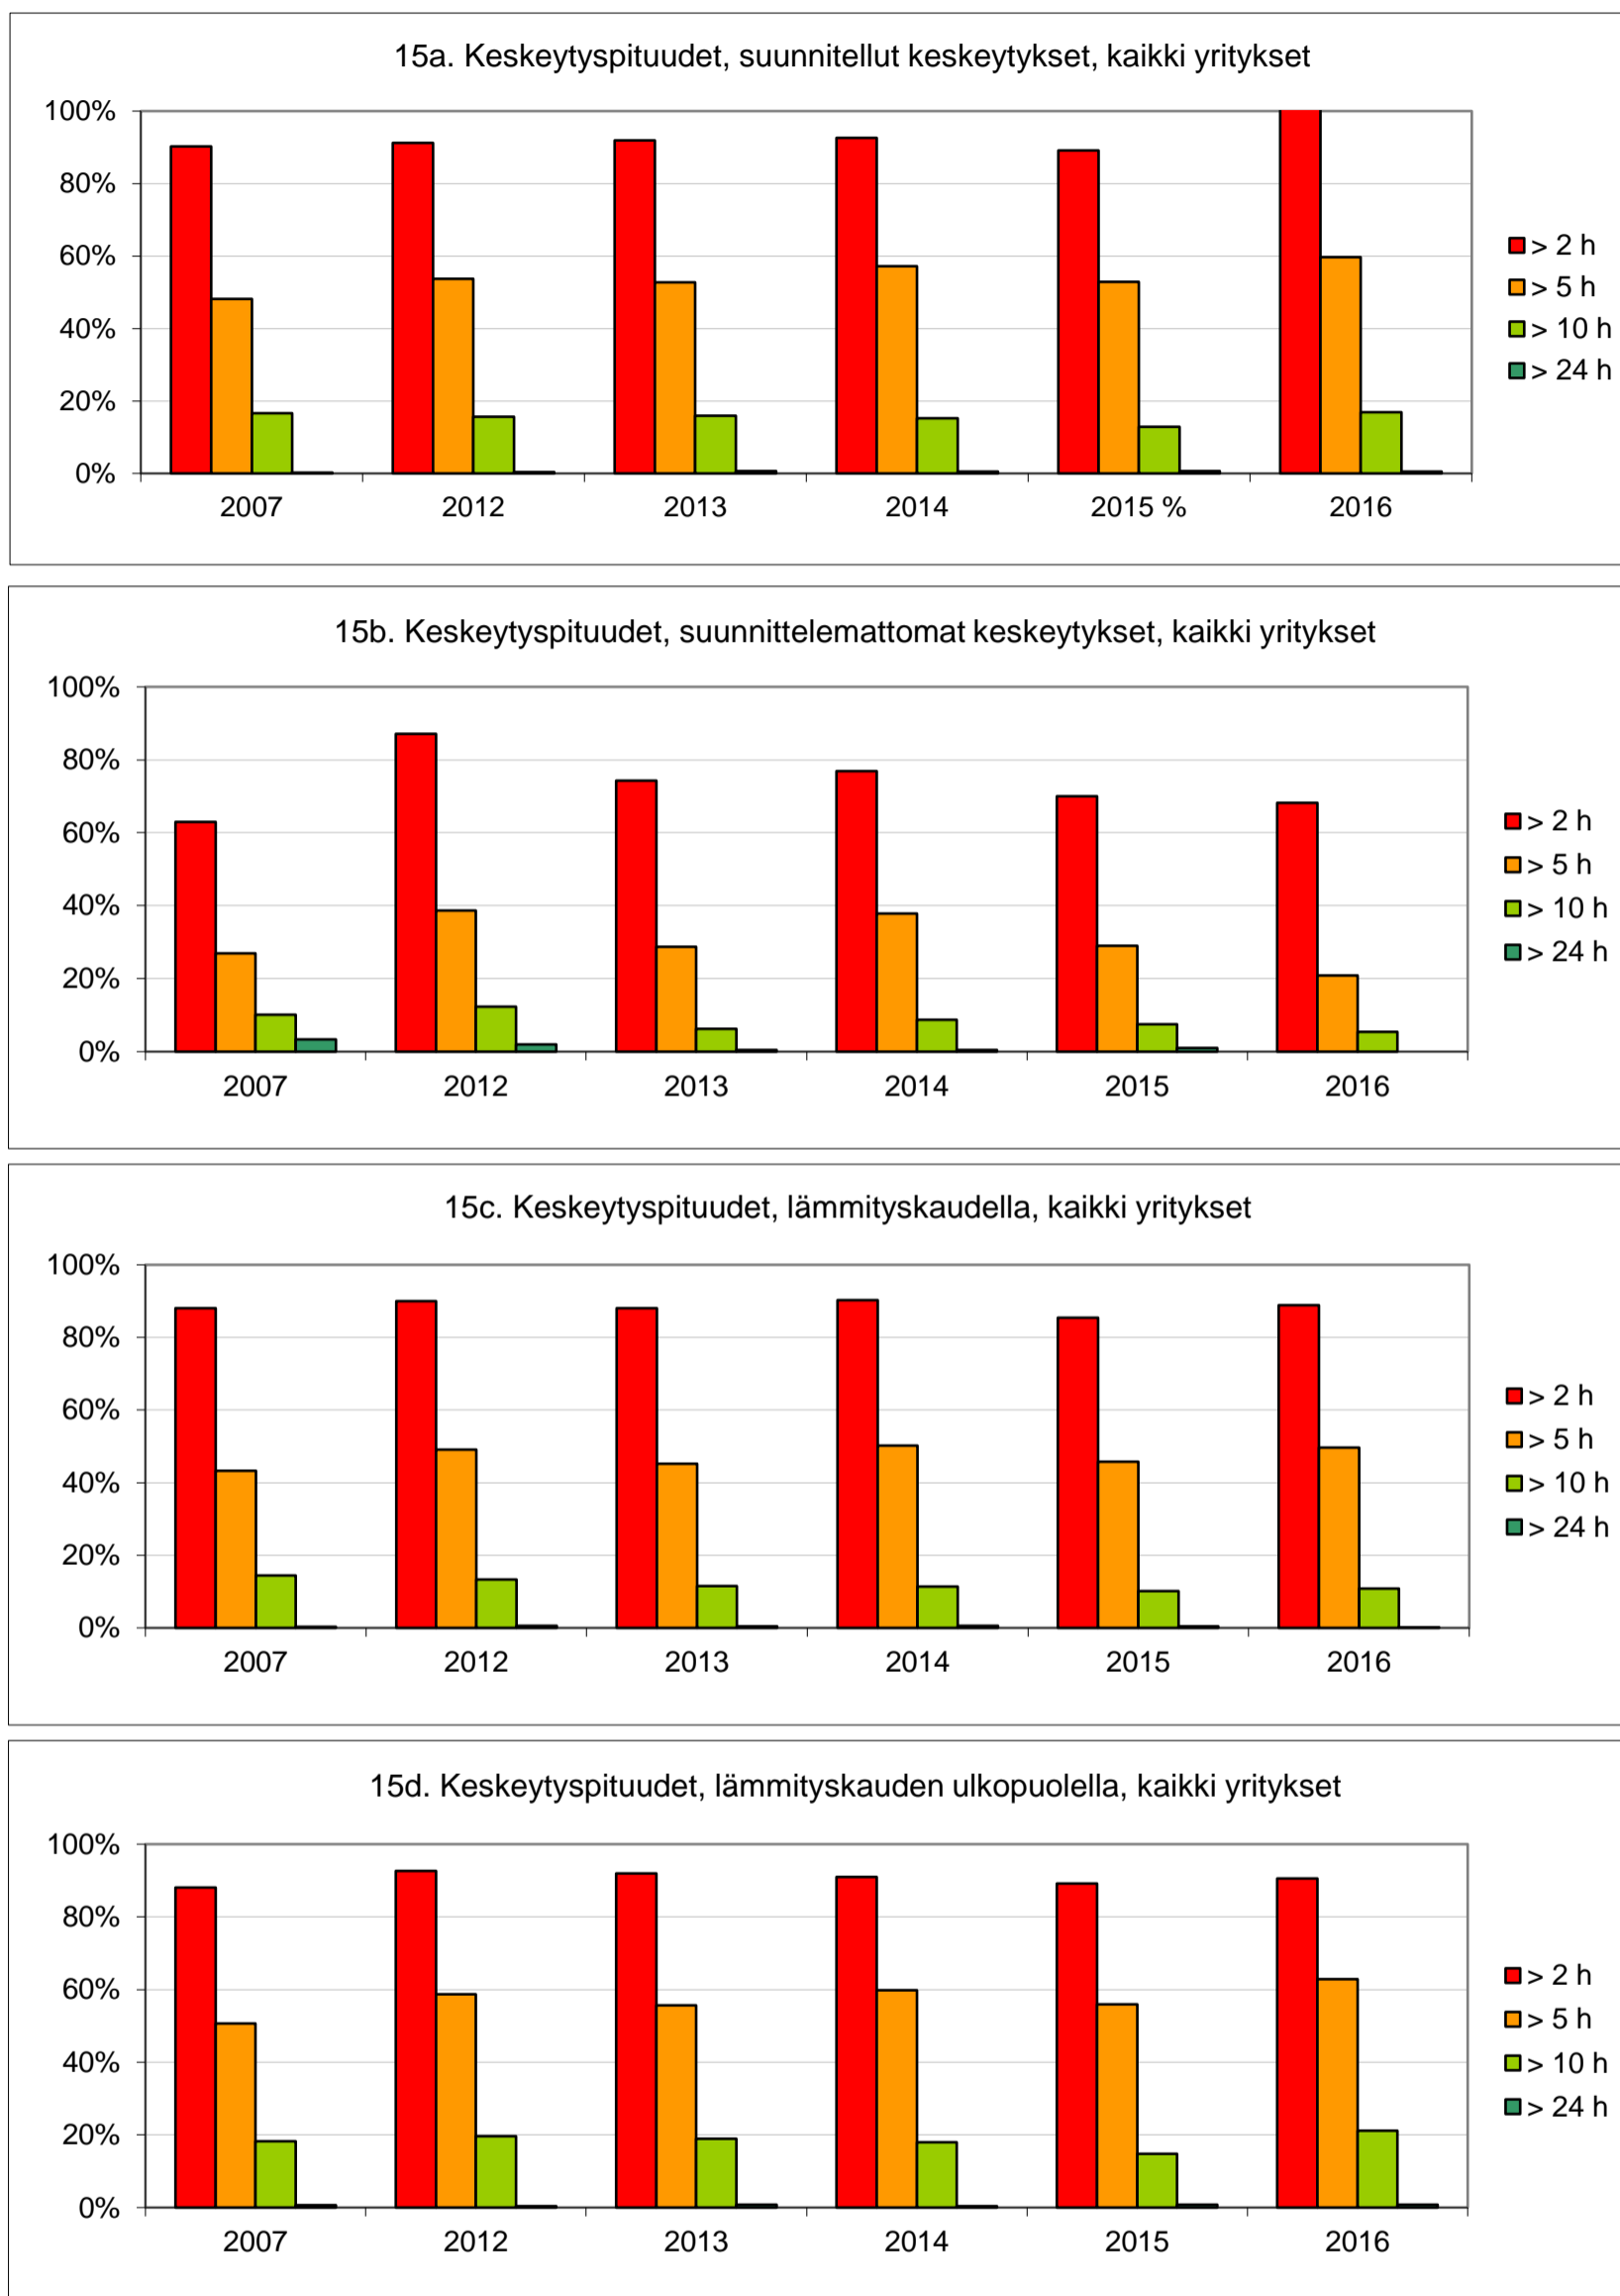 15a. Keskeytyspituudet, suunnitellut keskeytykset, kaikki yritykset
100%
80%
60%
40%
20%
0%
2007 2012 2013 2014 2015 % 2016
> 2 h
> 5 h
> 10 h
> 24 h
15b. Keskeytyspituudet, suunnittelemattomat keskeytykset, kaikki yritykset
100%
80%
60%
40%
20%
0%
2007 2012 2013 2014 2015 2016
> 2 h
> 5 h
> 10 h
> 24 h
15c. Keskeytyspituudet, lämmityskaudella, kaikki yritykset
100%
80%
60%
40%
20%
0%
2007 2012 2013 2014 2015 2016
> 2 h
> 5 h
> 10 h
> 24 h
15d. Keskeytyspituudet, lämmityskauden ulkopuolella, kaikki yritykset
100%
80%
60%
40%
20%
0%
2007 2012 2013 2014 2015 2016
> 2 h
> 5 h
> 10 h
> 24 h